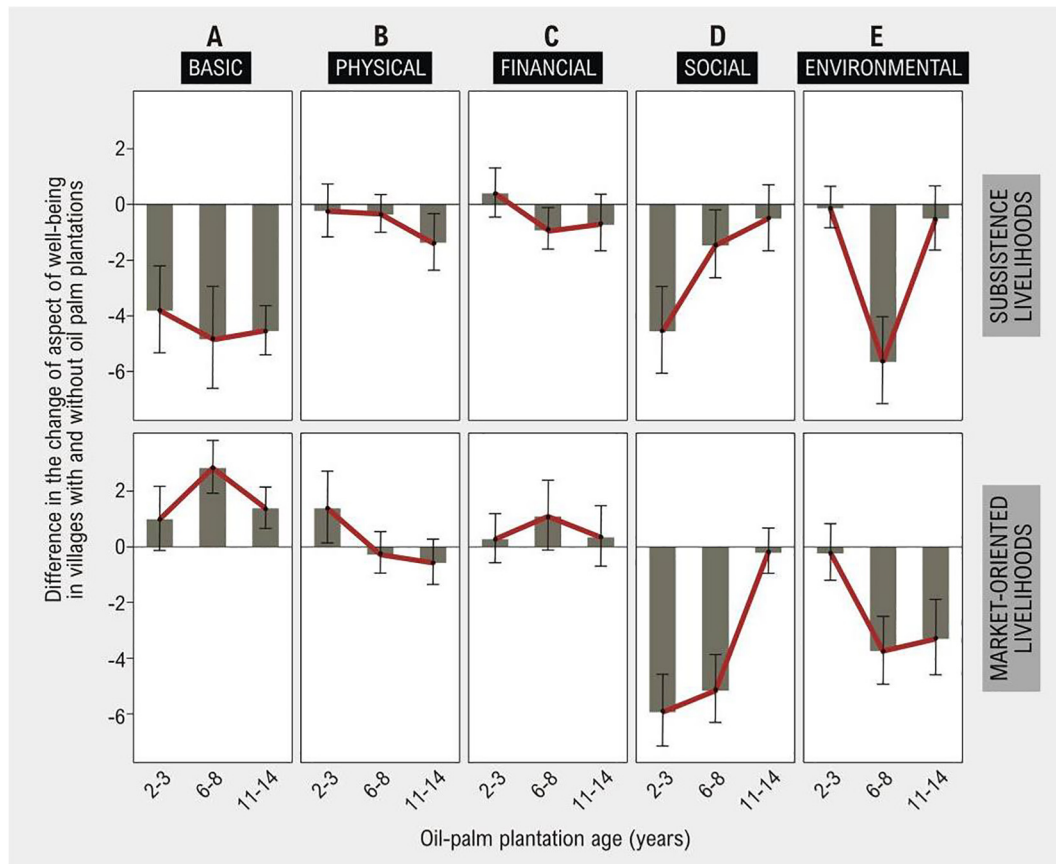 A
B
C
D
E
BASIC
PHYSICAL
FINANCIAL
SOCIAL
ENVIRONMENTAL
Difference in the change of aspect of well-being
in villages with and without oil palm plantations
2
0
-2
-4
-6
SUBSISTENCE
LIVELIHOODS
2
0
-2
-4
-6
MARKET-ORIENTED
LIVELIHOODS
2-3
6-8
11-14
2-3
6-8
11-14
2-3
6-8
11-14
2-3
6-8
11-14
2-3
6-8
11-14
Oil-palm plantation age (years)